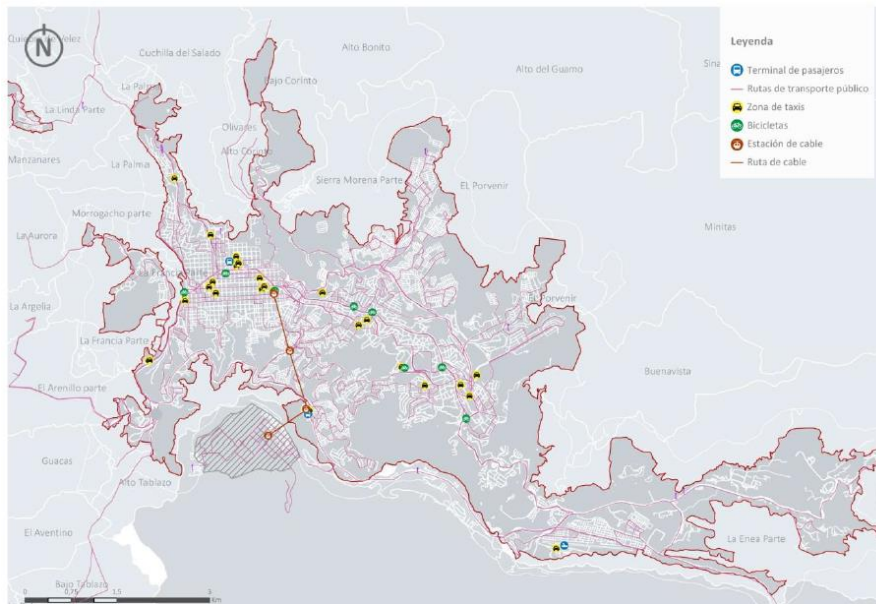 N
Quiebra de Velez
Cuchilla del Salado
Alto Bonito
Alto del Guamo
La Palma
Bajo Corinto
La Linda Parte
Olivares
Manzanares
La Palma
Alto Corinto
Sierra Morena Parte
EL Porvenir
Morrogacho parte
Minitas
La Aurora
La Francia Parte
El Porvenir
La Argelia
La Francia Parte
Buenavista
El Arenillo parte
Guacas
Alto Tablazo
El Aventino
La Enea Parte
Bajo Tablazo
0 0,75 1,5 3
Km
Leyenda
Terminal de pasajeros
Rutas de transporte público
Zona de taxis
Bicicletas
Estación de cable
Ruta de cable